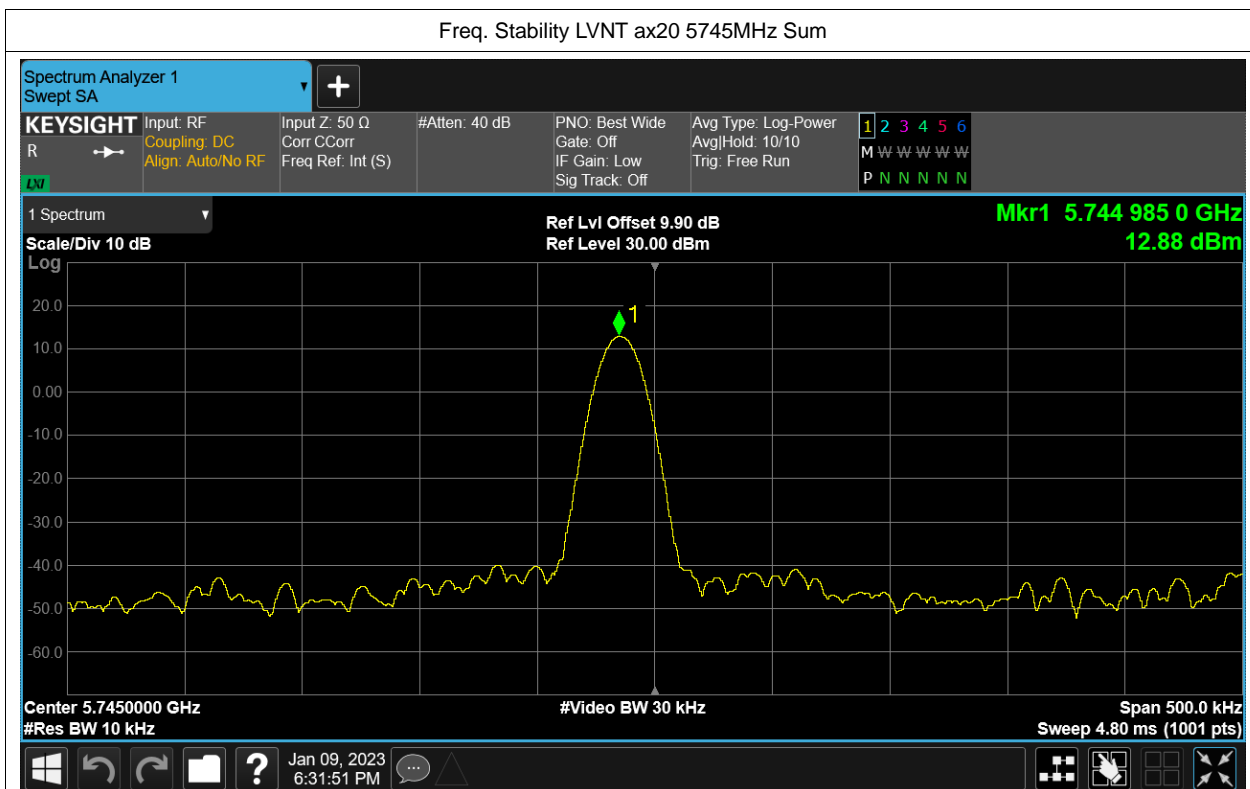 Freq. Stability LVNT ax20 5745MHz Sum
Spectrum Analyzer 1
Swept SA
+
KEYSIGHT
R
LXI
Input: RF
Coupling: DC
Align: Auto/No RF
Input Z: 50 Ω
Corr CCorr
Freq Ref: Int (S)
#Atten: 40 dB
PNO: Best Wide
Gate: Off
IF Gain: Low
Sig Track: Off
Avg Type: Log-Power
Avg|Hold: 10/10
Trig: Free Run
1 2 3 4 5 6
M W W W W W
P N N N N N
1 Spectrum
Scale/Div 10 dB
Log
Ref Lvl Offset 9.90 dB
Ref Level 30.00 dBm
Mkr1 5.744 985 0 GHz
12.88 dBm
1
20.0
10.0
0.00
-10.0
-20.0
-30.0
-40.0
-50.0
-60.0
Center 5.7450000 GHz
#Res BW 10 kHz
#Video BW 30 kHz
Span 500.0 kHz
Sweep 4.80 ms (1001 pts)
?
Jan 09, 2023
6:31:51 PM